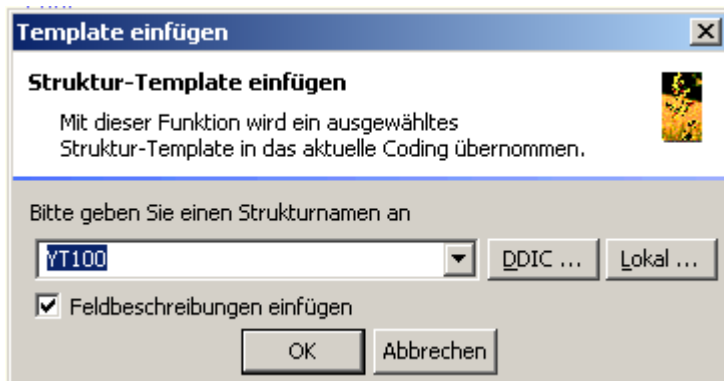 Template einfügen
Struktur-Template einfügen
Mit dieser Funktion wird ein ausgewähltes
Struktur-Template in das aktuelle Coding übernommen.
Bitte geben Sie einen Strukturnamen an
YT100
DDIC ...
Lokal ...
Feldbeschreibungen einfügen
OK
Abbrechen